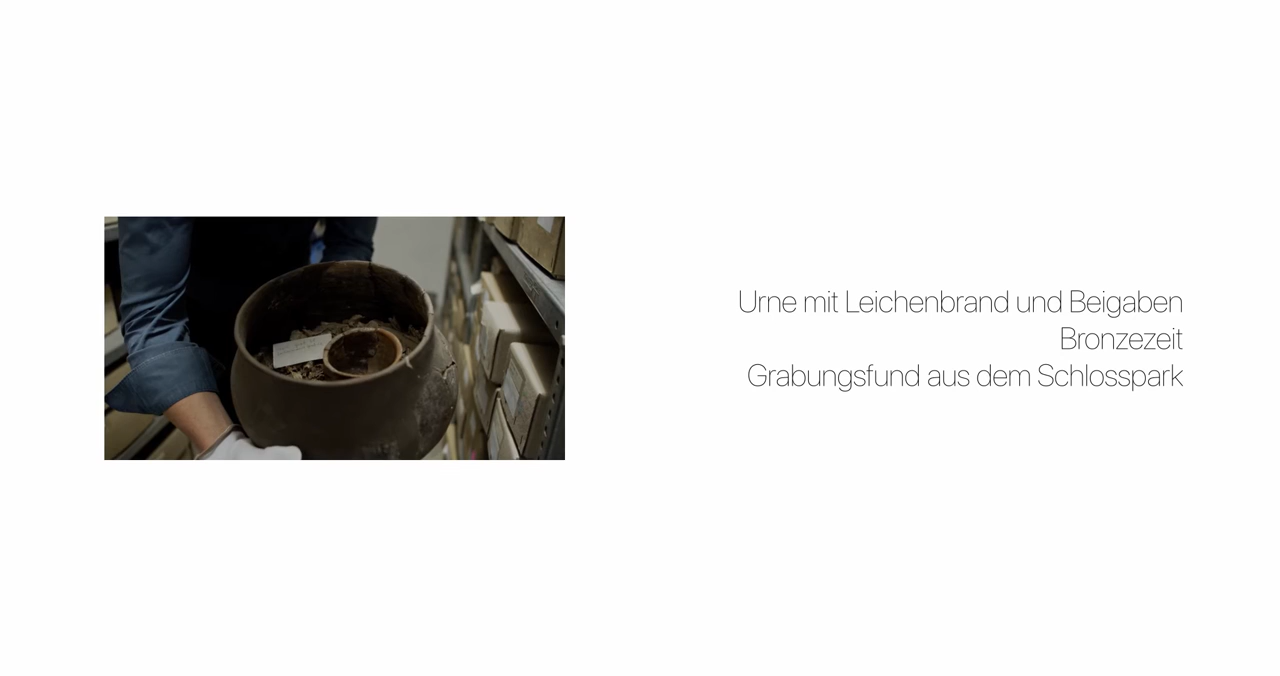 Urne mit Leichenbrand und Beigaben
Bronzezeit
Grabungsfund aus dem Schlosspark